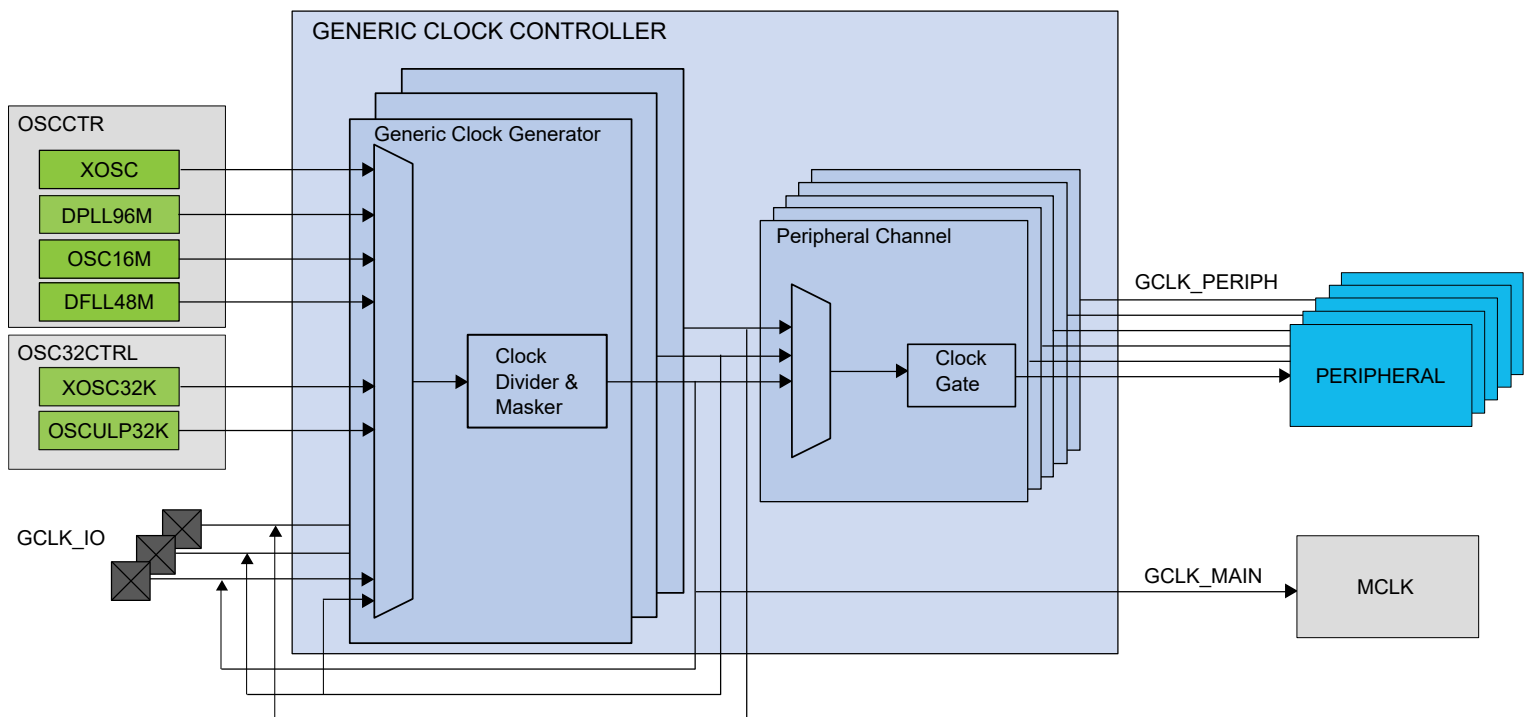 GENERIC CLOCK CONTROLLER
OSCCTR
XOSC
DPLL96M
OSC16M
DFLL48M
OSC32CTRL
XOSC32K
OSCULP32K
GCLK_IO
Generic Clock Generator
Clock
Divider &
Masker
Peripheral Channel
Clock
Gate
GCLK_PERIPH
PERIPHERAL
GCLK_MAIN
MCLK